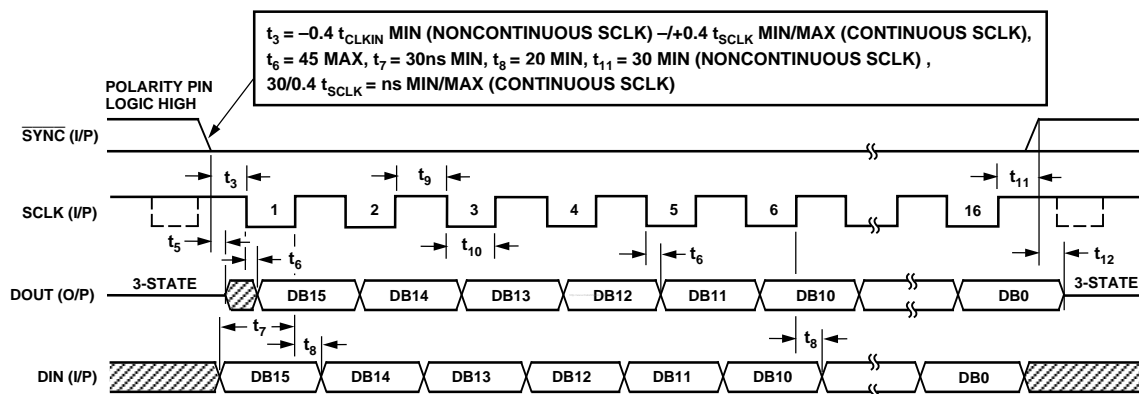 t3 = –0.4 tCLKIN MIN (NONCONTINUOUS SCLK) –/+0.4 tSCLK MIN/MAX (CONTINUOUS SCLK),
t6 = 45 MAX, t7 = 30ns MIN, t8 = 20 MIN, t11 = 30 MIN (NONCONTINUOUS SCLK) ,
30/0.4 tSCLK = ns MIN/MAX (CONTINUOUS SCLK)
POLARITY PIN
LOGIC HIGH
SYNC (I/P)
t3 t9 t11
SCLK (I/P) 1 2 3 4 5 6 16
t5 t6 t10 t6 t12
DOUT (O/P) 3-STATE DB15 DB14 DB13 DB12 DB11 DB10 DB0 3-STATE
t7 t8 t8
DIN (I/P) DB15 DB14 DB13 DB12 DB11 DB10 DB0